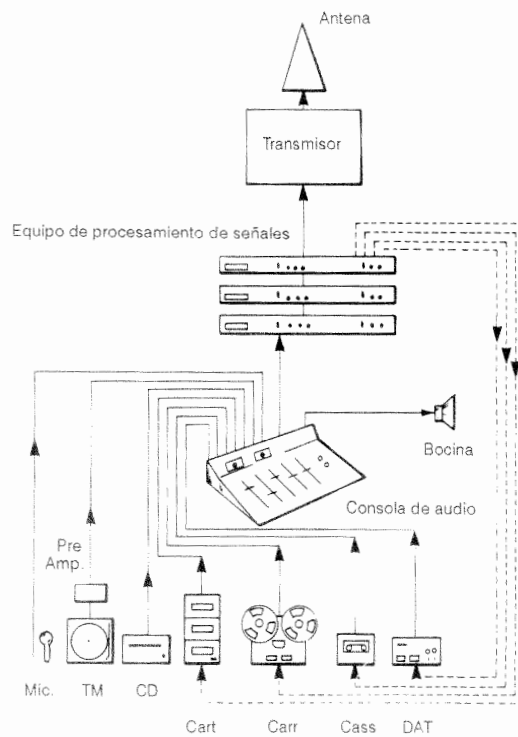 Antena
Transmisor
Equipo de procesamiento de señales
Bocina
Consola de audio
Pre
Amp.
Mic. TM CD
Cart Carr Cass DAT